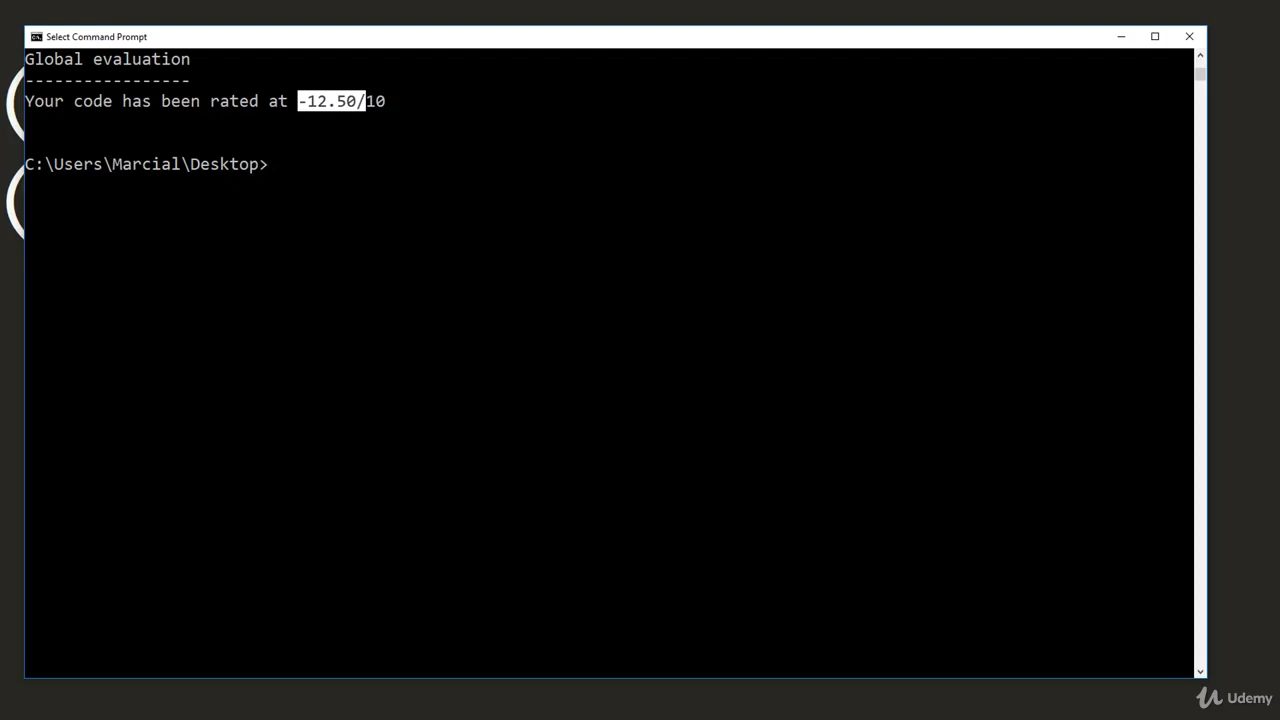 Select Command Prompt
Global evaluation
-----------------
Your code has been rated at -12.50/10
C:\Users\Marcial\Desktop>
Udemy